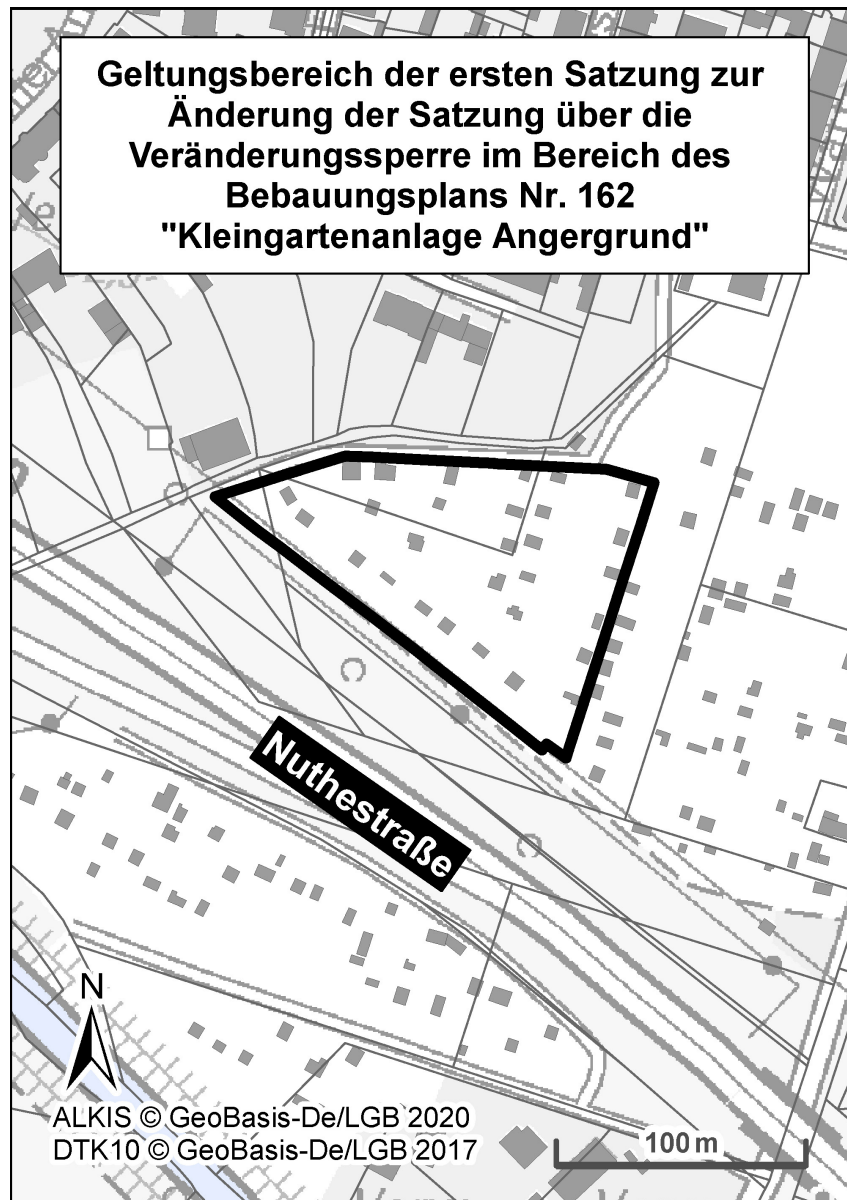 Geltungsbereich der ersten Satzung zur
Änderung der Satzung über die
Veränderungssperre im Bereich des
Bebauungsplans Nr. 162
"Kleingartenanlage Angergrund"
Nuthestraße
N
ALKIS © GeoBasis-De/LGB 2020
DTK10 © GeoBasis-De/LGB 2017
100 m